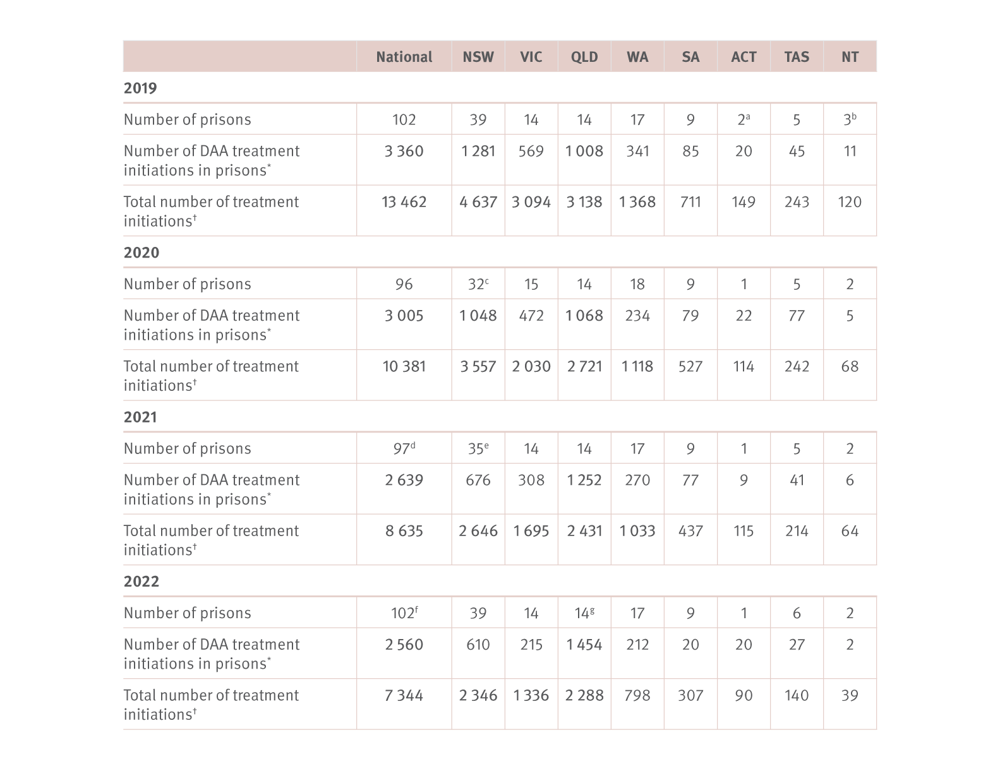 National NSW VIC QLD WA SA ACT TAS NT
2019
Number of prisons 102 39 14 14 17 9 2ᵃ 5 3ᵇ
Number of DAA treatment 3 360 1 281 569 1 008 341 85 20 45 11
initiations in prisons*
Total number of treatment 13 462 4 637 3 094 3 138 1 368 711 149 243 120
initiations†
2020
Number of prisons 96 32ᶜ 15 14 18 9 1 5 2
Number of DAA treatment 3 005 1 048 472 1 068 234 79 22 77 5
initiations in prisons*
Total number of treatment 10 381 3 557 2 030 2 721 1 118 527 114 242 68
initiations†
2021
Number of prisons 97ᵈ 35ᵉ 14 14 17 9 1 5 2
Number of DAA treatment 2 639 676 308 1 252 270 77 9 41 6
initiations in prisons*
Total number of treatment 8 635 2 646 1 695 2 431 1 033 437 115 214 64
initiations†
2022
Number of prisons 102ᶠ 39 14 14ᵍ 17 9 1 6 2
Number of DAA treatment 2 560 610 215 1 454 212 20 20 27 2
initiations in prisons*
Total number of treatment 7 344 2 346 1 336 2 288 798 307 90 140 39
initiations†